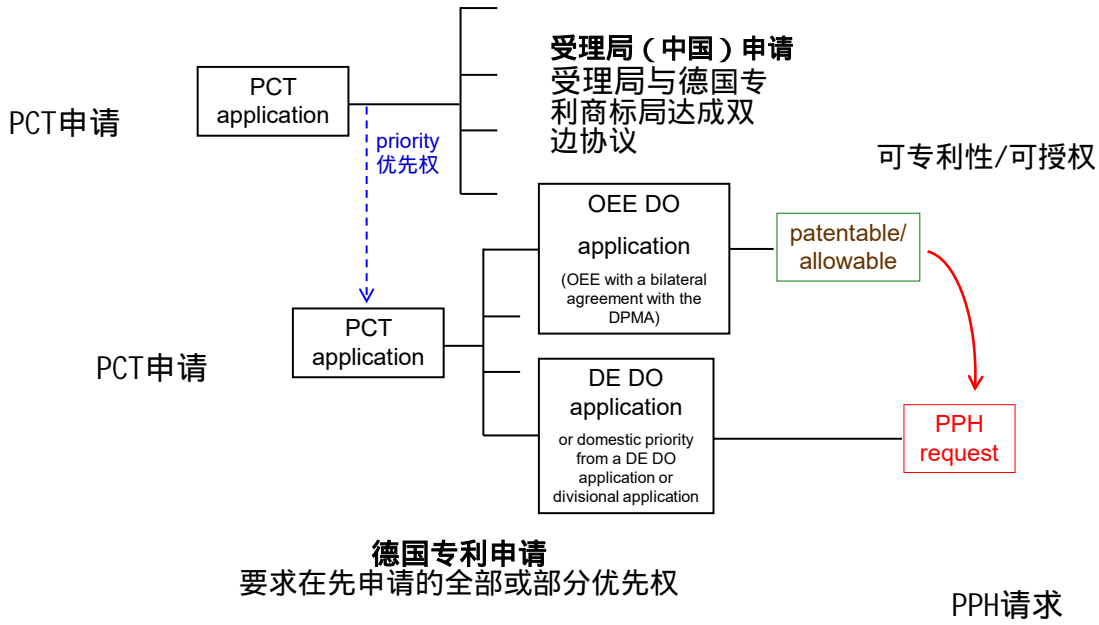 受理局（中国）申请
受理局与德国专
利商标局达成双
边协议
PCT
application
PCT申请
priority
优先权
可专利性/可授权
OEE DO
application
(OEE with a bilateral
agreement with the
DPMA)
patentable/
allowable
PCT
application
PCT申请
DE DO
application
or domestic priority
from a DE DO
application or
divisional application
PPH
request
德国专利申请
要求在先申请的全部或部分优先权
PPH请求